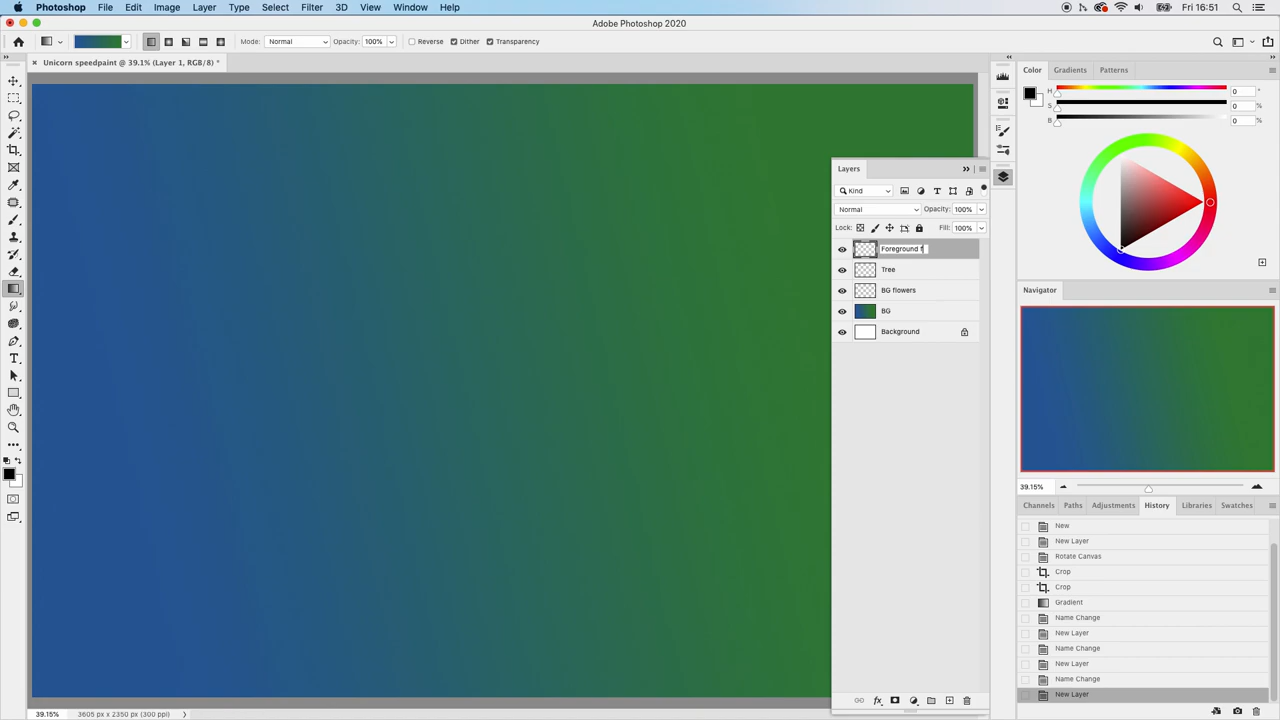 Photoshop File Edit Image Layer Type Select Filter 3D View Window Help Fri 16:51
Adobe Photoshop 2020
Mode: Normal Opacity: 100% Reverse Dither Transparency
Unicorn speedpaint @ 39.1% (Layer 1, RGB/8) *
Color Gradients Patterns
H 0 °
S 0 %
B 0 %
Layers
Kind
Normal Opacity: 100%
Lock: Fill: 100%
Foreground f
Tree
BG flowers
BG
Background
Navigator
39.15%
Channels Paths Adjustments History Libraries Swatches
New
New Layer
Rotate Canvas
Crop
Crop
Gradient
Name Change
New Layer
Name Change
New Layer
Name Change
New Layer
39.15% 3605 px x 2350 px (300 ppi)